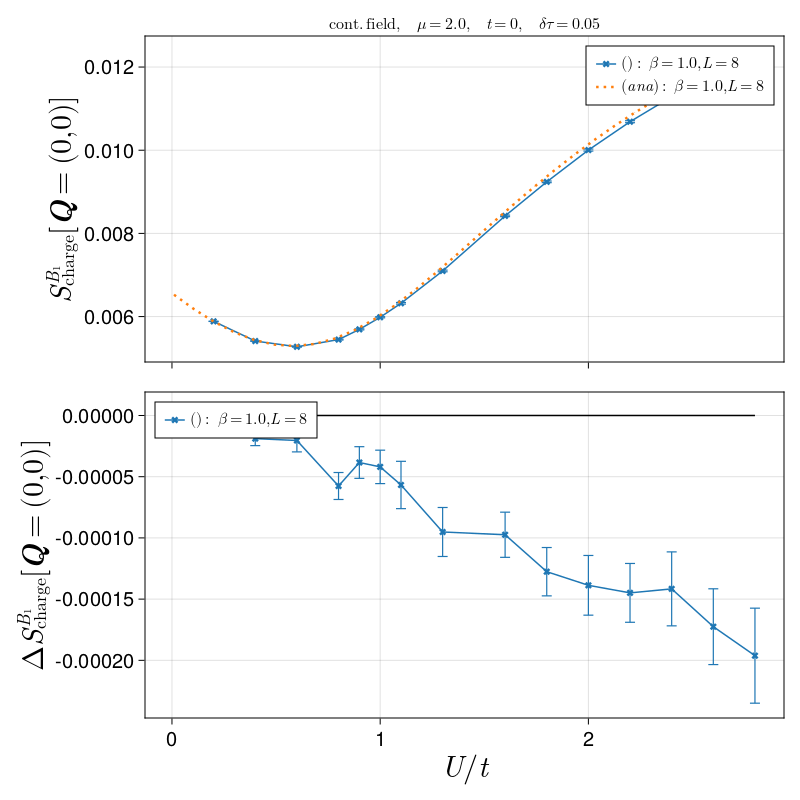 cont. field, μ = 2.0, t = 0, δτ = 0.05
S^{B_1}_{charge}[Q = (0,0)]
0.012
0.010
0.008
0.006
() : β = 1.0, L = 8
(ana) : β = 1.0, L = 8
ΔS^{B_1}_{charge}[Q = (0,0)]
0.00000
-0.00005
-0.00010
-0.00015
-0.00020
() : β = 1.0, L = 8
0 1 2
U/t